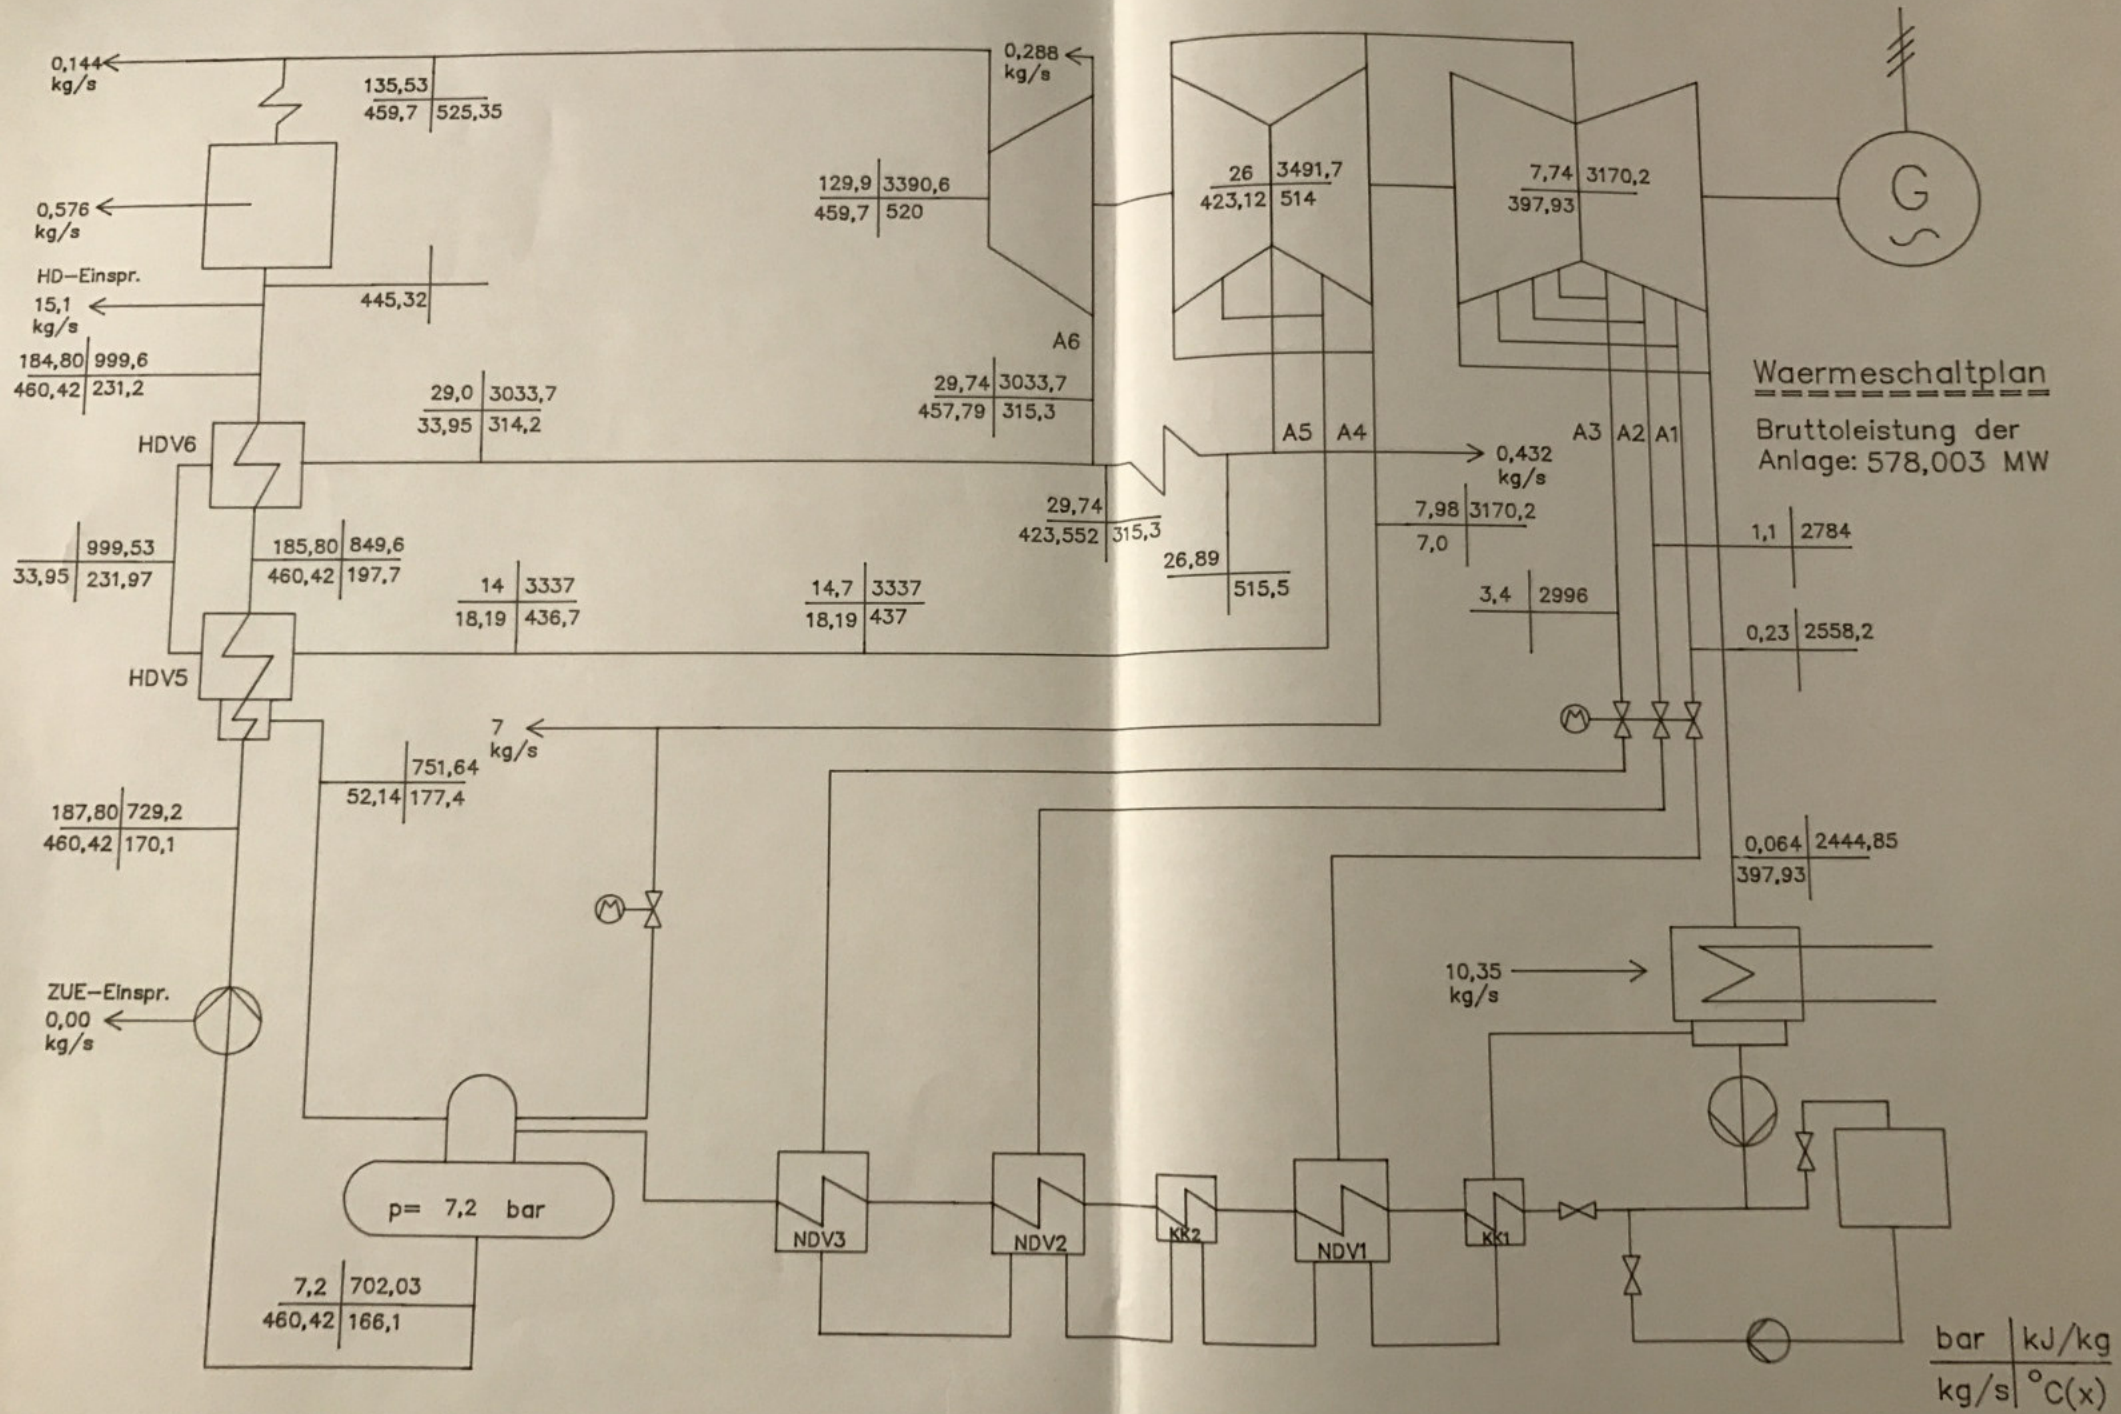 0,144
kg/s
135,53
459,7 525,35
0,288
kg/s
129,9 3390,6
459,7 520
26 3491,7
423,12 514
7,74 3170,2
397,93
G
0,576
kg/s
HD-Einspr.
15,1
kg/s
445,32
184,80 999,6
460,42 231,2
A6
29,0 3033,7
33,95 314,2
29,74 3033,7
457,79 315,3
Waermeschaltplan
Bruttoleistung der
Anlage: 578,003 MW
HDV6
A5 A4
A3 A2 A1
0,432
kg/s
29,74
423,552 315,3
7,98 3170,2
7,0
1,1 2784
999,53
33,95 231,97
185,80 849,6
460,42 197,7
14 3337
18,19 436,7
14,7 3337
18,19 437
26,89
515,5
3,4 2996
0,23 2558,2
HDV5
7
kg/s
M
751,64
52,14 177,4
187,80 729,2
460,42 170,1
0,064 2444,85
397,93
M
ZUE-Einspr.
0,00
kg/s
10,35
kg/s
p= 7,2 bar
NDV3
NDV2
KK2
NDV1
KK1
7,2 702,03
460,42 166,1
bar kJ/kg
kg/s °C(x)